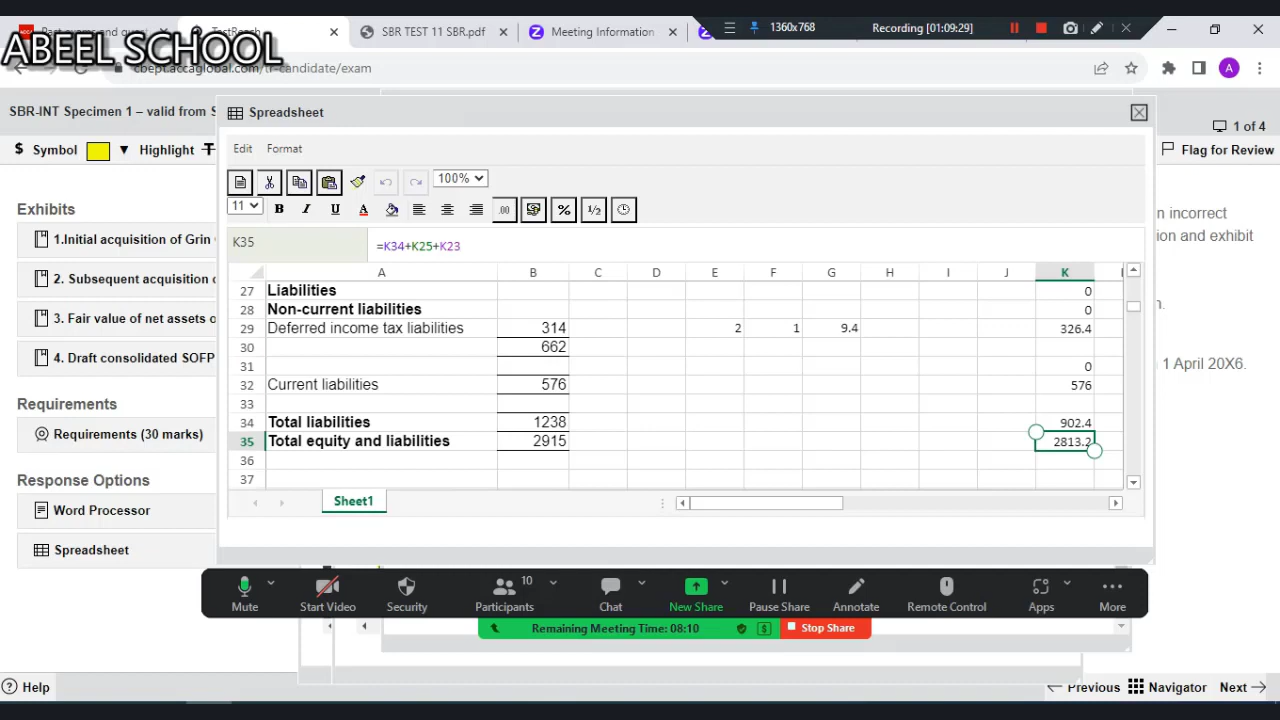 ABEEL SCHOOL
TestReach
SBR TEST 11 SBR.pdf
Meeting Information
1360x768
Recording [01:09:29]
cbept.accaglobal.com/tr-candidate/exam
A
SBR-INT Specimen 1 – valid from S
Spreadsheet
1 of 4
$ Symbol
Highlight
Flag for Review
Edit Format
100%
11 B I U A .00 % 1/2
Exhibits
1.Initial acquisition of Grin
2. Subsequent acquisition o
3. Fair value of net assets o
4. Draft consolidated SOFP
Requirements
Requirements (30 marks)
Response Options
Word Processor
Spreadsheet
K35 =K34+K25+K23
A B C D E F G H I J K
27 Liabilities 0
28 Non-current liabilities 0
29 Deferred income tax liabilities 314 2 1 9.4 326.4
30 662
31 0
32 Current liabilities 576 576
33
34 Total liabilities 1238 902.4
35 Total equity and liabilities 2915 2813.2
36
37
Sheet1
n incorrect
ion and exhibit
n.
1 April 20X6.
Mute Start Video Security Participants 10 Chat New Share Pause Share Annotate Remote Control Apps More
Remaining Meeting Time: 08:10 Stop Share
Help
Previous Navigator Next